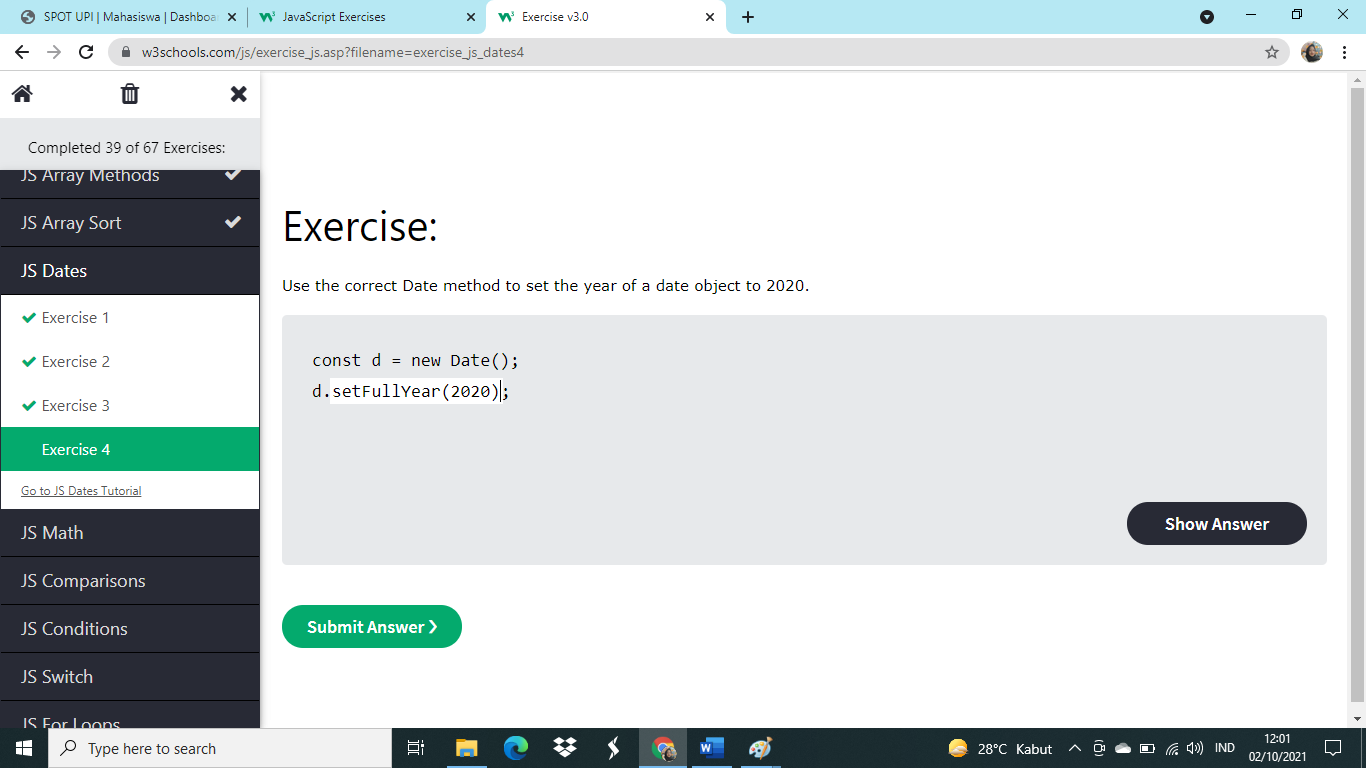 SPOT UPI | Mahasiswa | Dashboa
JavaScript Exercises
Exercise v3.0
w3schools.com/js/exercise_js.asp?filename=exercise_js_dates4
Completed 39 of 67 Exercises:
JS Array Methods
JS Array Sort
JS Dates
Exercise 1
Exercise 2
Exercise 3
Exercise 4
Go to JS Dates Tutorial
JS Math
JS Comparisons
JS Conditions
JS Switch
JS For Loops
Exercise:
Use the correct Date method to set the year of a date object to 2020.
const d = new Date();
d.setFullYear(2020);
Show Answer
Submit Answer ❯
Type here to search
28°C Kabut
IND
12:01
02/10/2021